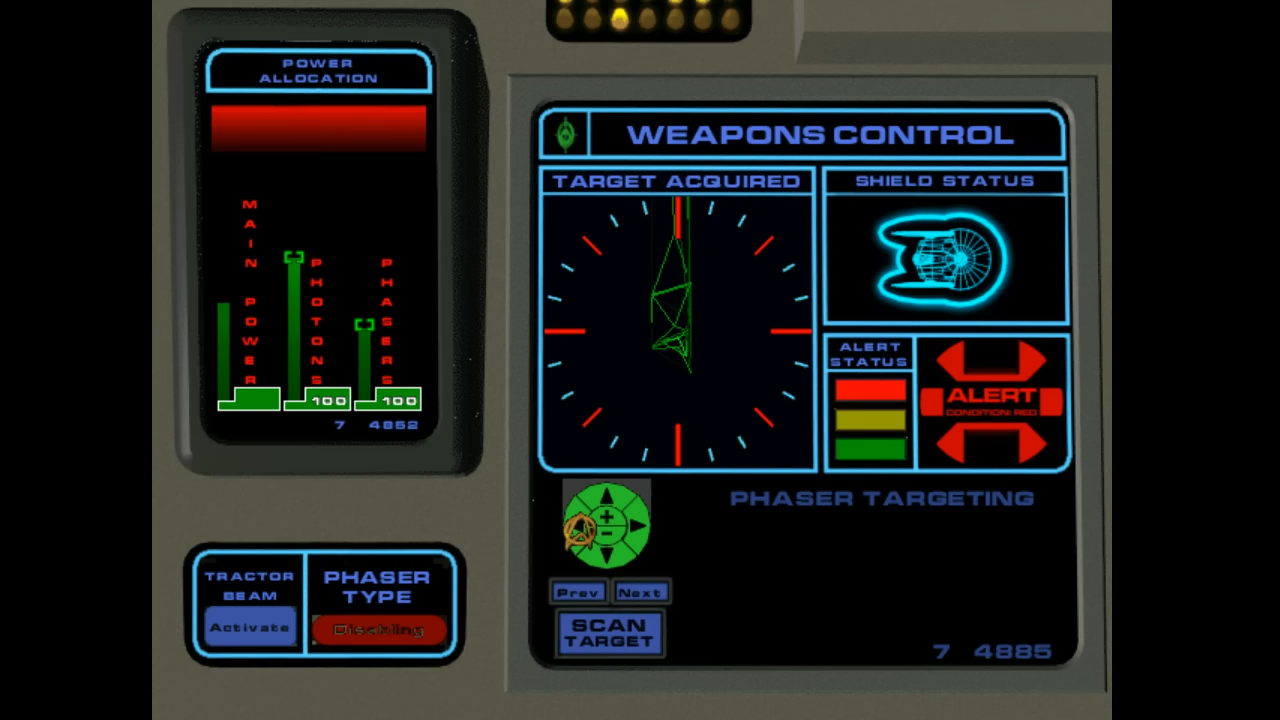 POWER
ALLOCATION
MAIN POWER
PHOTONS
PHASERS
100
100
7 4852
TRACTOR
BEAM
Activate
PHASER
TYPE
Disabling
WEAPONS CONTROL
TARGET ACQUIRED
SHIELD STATUS
ALERT
STATUS
ALERT
CONDITION: RED
PHASER TARGETING
+
-
Prev
Next
SCAN
TARGET
7 4885